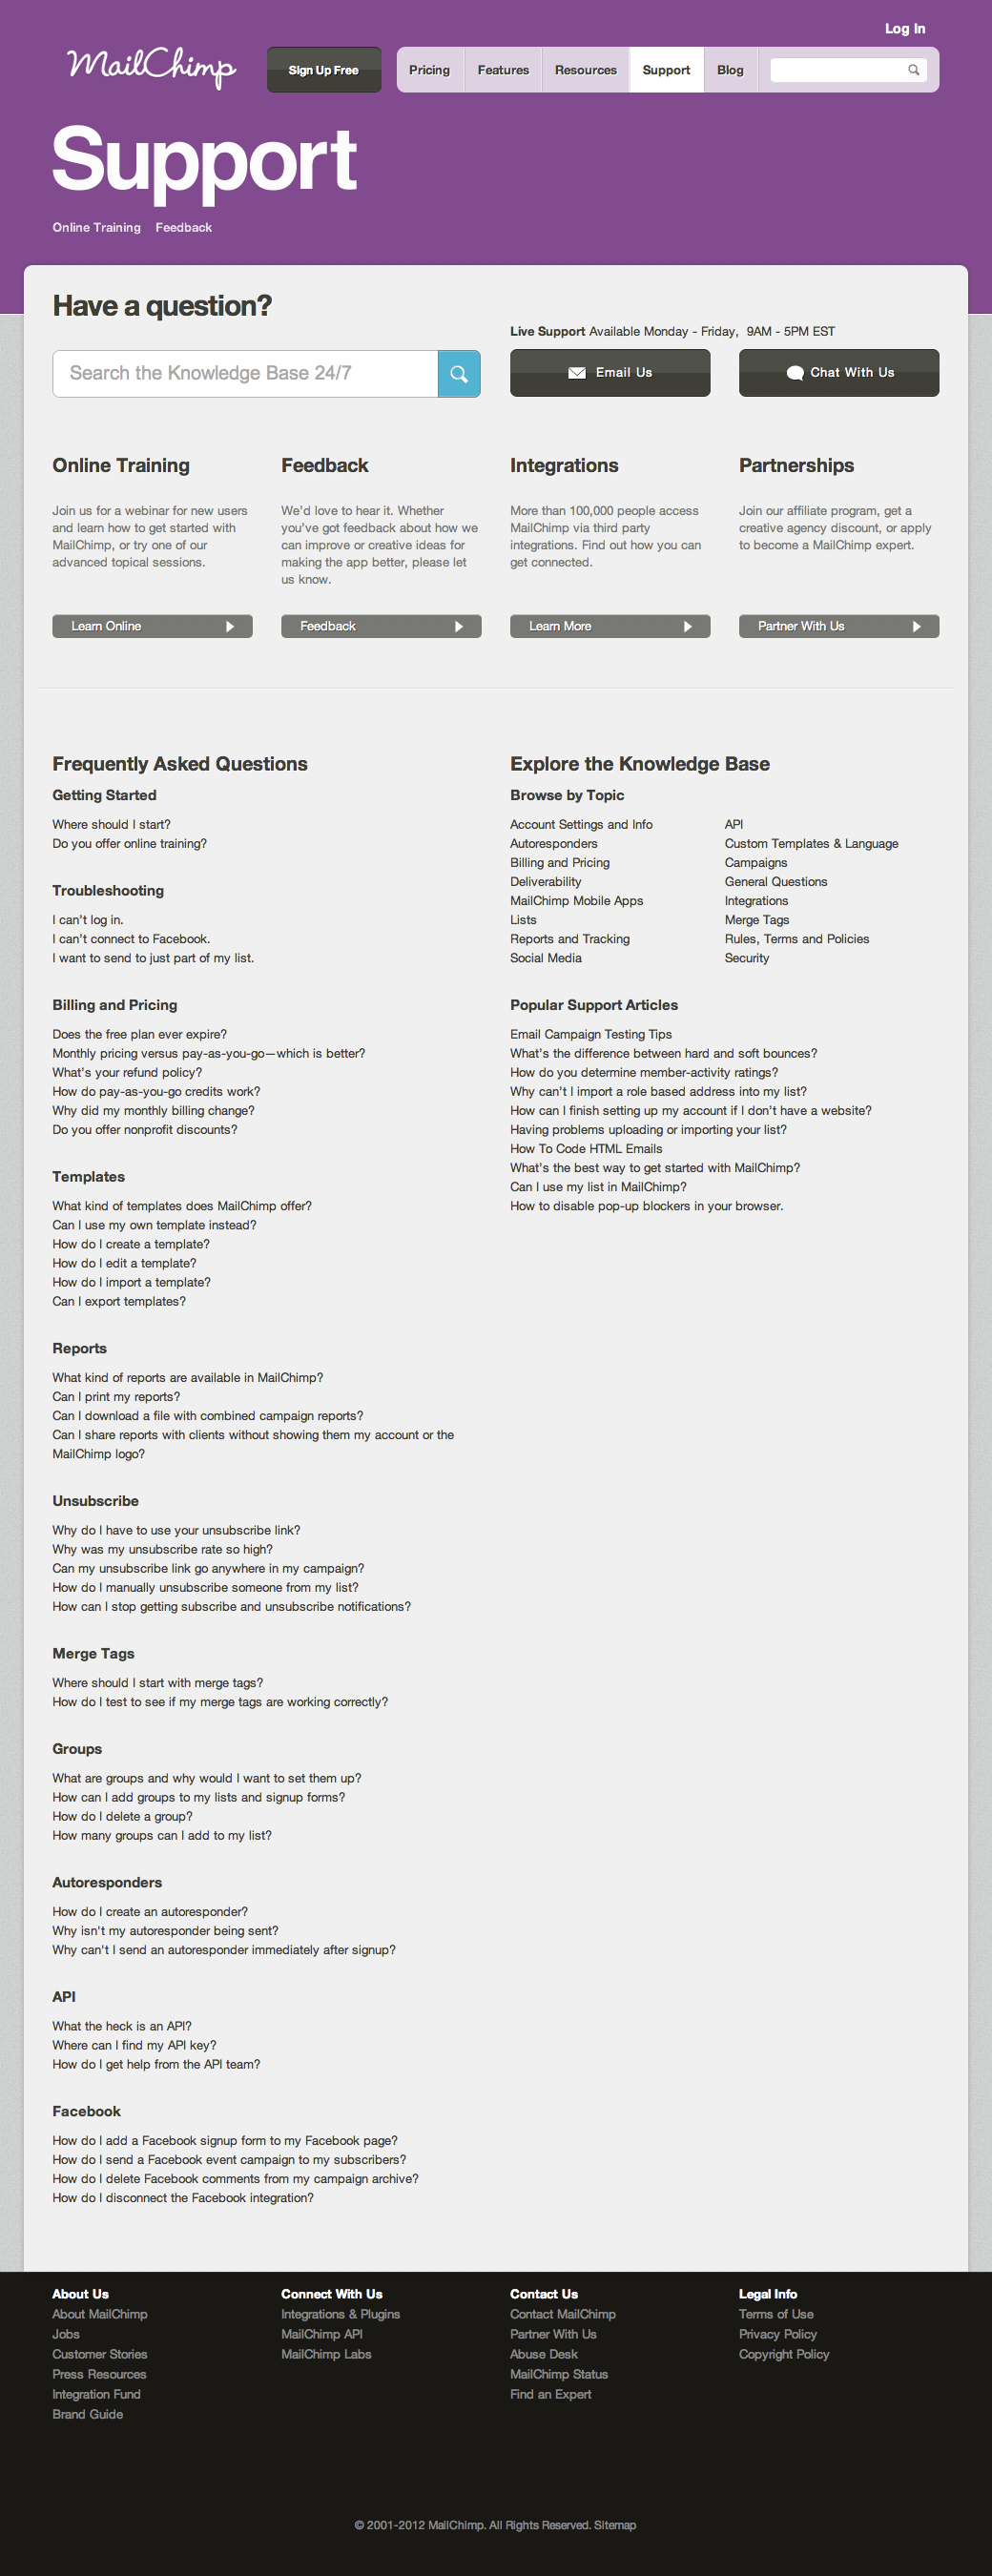 Log In
MailChimp
Sign Up Free
Pricing
Features
Resources
Support
Blog
Support
Online Training
Feedback
Have a question?
Live Support Available Monday - Friday, 9AM - 5PM EST
Search the Knowledge Base 24/7
Email Us
Chat With Us
Online Training
Join us for a webinar for new users
and learn how to get started with
MailChimp, or try one of our
advanced topical sessions.
Learn Online
Feedback
We'd love to hear it. Whether
you've got feedback about how we
can improve or creative ideas for
making the app better, please let
us know.
Feedback
Integrations
More than 100,000 people access
MailChimp via third party
integrations. Find out how you can
get connected.
Learn More
Partnerships
Join our affiliate program, get a
creative agency discount, or apply
to become a MailChimp expert.
Partner With Us
Frequently Asked Questions
Getting Started
Where should I start?
Do you offer online training?
Troubleshooting
I can't log in.
I can't connect to Facebook.
I want to send to just part of my list.
Billing and Pricing
Does the free plan ever expire?
Monthly pricing versus pay-as-you-go—which is better?
What's your refund policy?
How do pay-as-you-go credits work?
Why did my monthly billing change?
Do you offer nonprofit discounts?
Templates
What kind of templates does MailChimp offer?
Can I use my own template instead?
How do I create a template?
How do I edit a template?
How do I import a template?
Can I export templates?
Reports
What kind of reports are available in MailChimp?
Can I print my reports?
Can I download a file with combined campaign reports?
Can I share reports with clients without showing them my account or the
MailChimp logo?
Unsubscribe
Why do I have to use your unsubscribe link?
Why was my unsubscribe rate so high?
Can my unsubscribe link go anywhere in my campaign?
How do I manually unsubscribe someone from my list?
How can I stop getting subscribe and unsubscribe notifications?
Merge Tags
Where should I start with merge tags?
How do I test to see if my merge tags are working correctly?
Groups
What are groups and why would I want to set them up?
How can I add groups to my lists and signup forms?
How do I delete a group?
How many groups can I add to my list?
Autoresponders
How do I create an autoresponder?
Why isn't my autoresponder being sent?
Why can't I send an autoresponder immediately after signup?
API
What the heck is an API?
Where can I find my API key?
How do I get help from the API team?
Facebook
How do I add a Facebook signup form to my Facebook page?
How do I send a Facebook event campaign to my subscribers?
How do I delete Facebook comments from my campaign archive?
How do I disconnect the Facebook integration?
Explore the Knowledge Base
Browse by Topic
Account Settings and Info
Autoresponders
Billing and Pricing
Deliverability
MailChimp Mobile Apps
Lists
Reports and Tracking
Social Media
API
Custom Templates & Language
Campaigns
General Questions
Integrations
Merge Tags
Rules, Terms and Policies
Security
Popular Support Articles
Email Campaign Testing Tips
What's the difference between hard and soft bounces?
How do you determine member-activity ratings?
Why can't I import a role based address into my list?
How can I finish setting up my account if I don't have a website?
Having problems uploading or importing your list?
How To Code HTML Emails
What's the best way to get started with MailChimp?
Can I use my list in MailChimp?
How to disable pop-up blockers in your browser.
About Us
About MailChimp
Jobs
Customer Stories
Press Resources
Integration Fund
Brand Guide
Connect With Us
Integrations & Plugins
MailChimp API
MailChimp Labs
Contact Us
Contact MailChimp
Partner With Us
Abuse Desk
MailChimp Status
Find an Expert
Legal Info
Terms of Use
Privacy Policy
Copyright Policy
© 2001-2012 MailChimp. All Rights Reserved. Sitemap